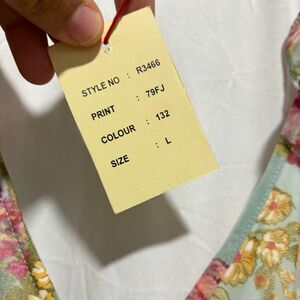 STYLE NO : R3466
PRINT : 79FJ
COLOUR : 132
SIZE : L